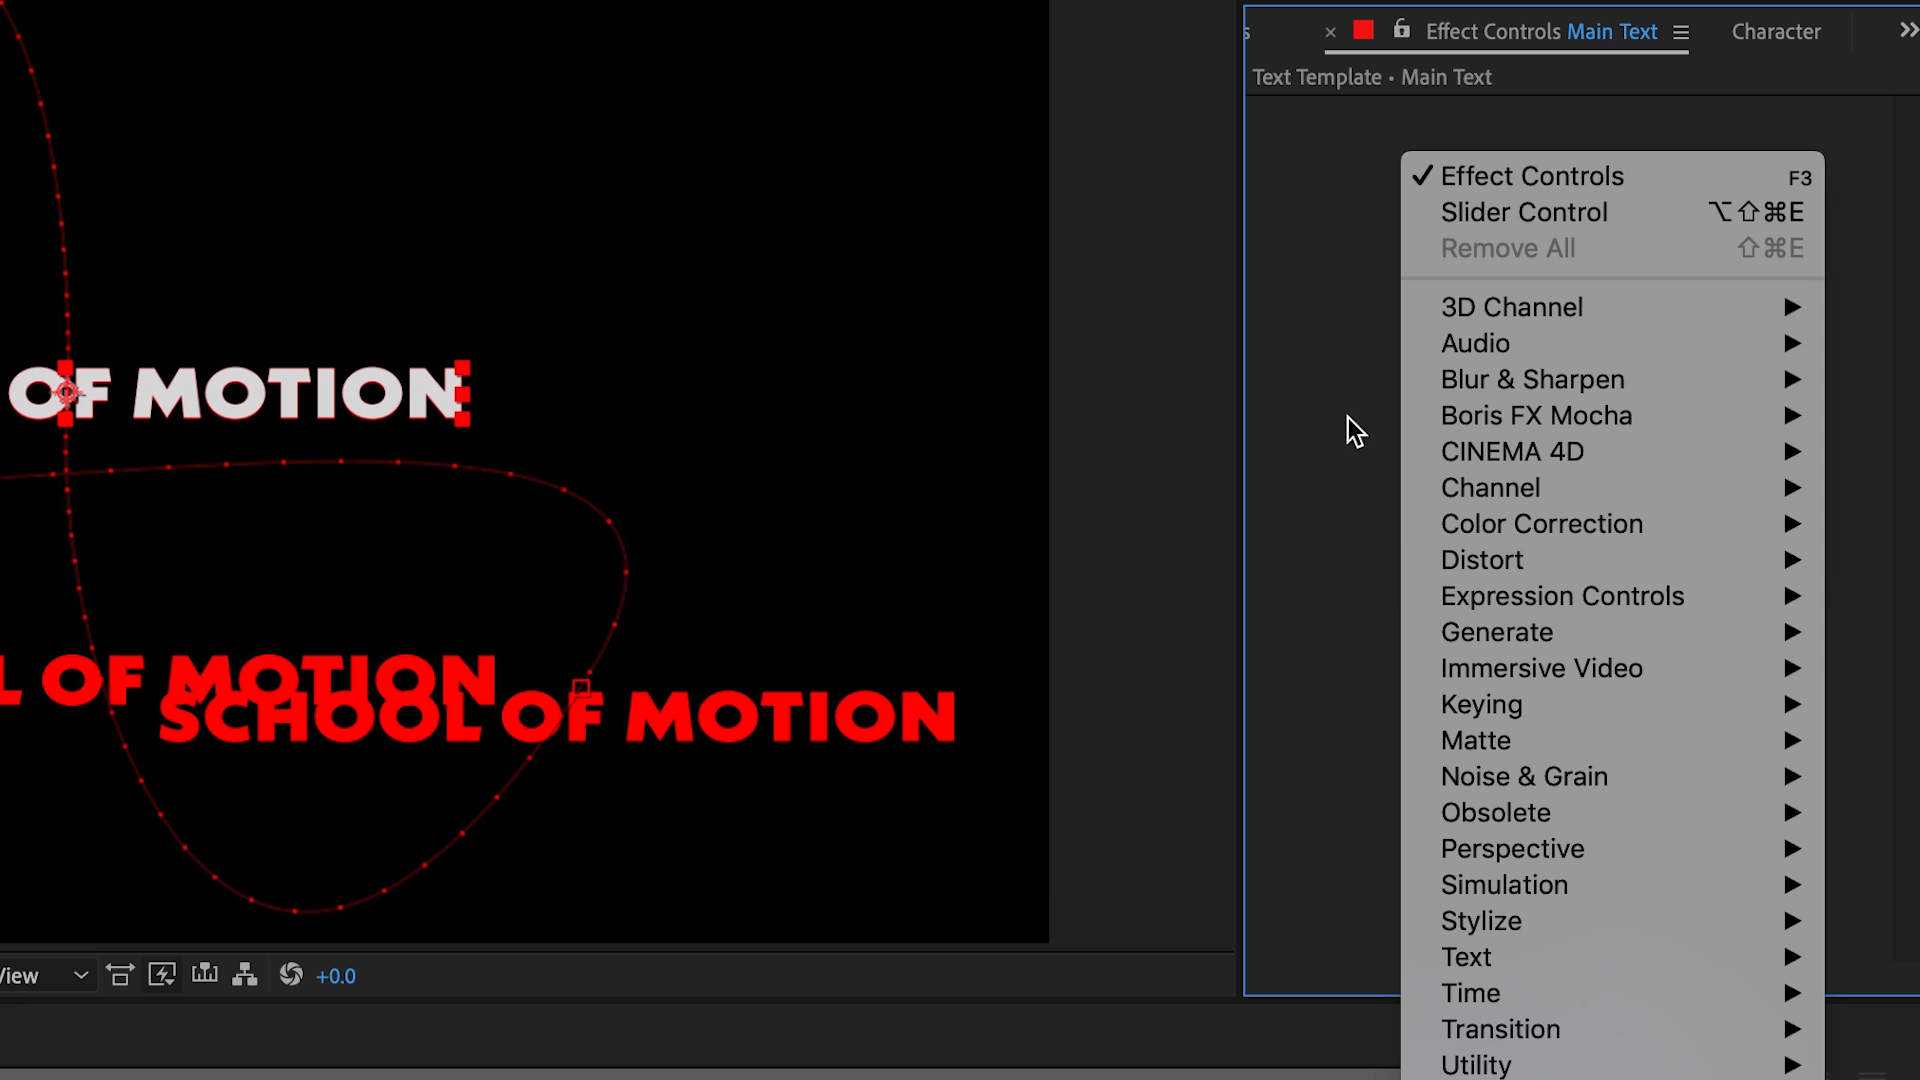 s
× Effect Controls Main Text
Character
Text Template • Main Text
✓ Effect Controls F3
Slider Control ⌥⇧⌘E
Remove All ⇧⌘E
3D Channel
Audio
Blur & Sharpen
Boris FX Mocha
CINEMA 4D
Channel
Color Correction
Distort
Expression Controls
Generate
Immersive Video
Keying
Matte
Noise & Grain
Obsolete
Perspective
Simulation
Stylize
Text
Time
Transition
Utility
OF MOTION
L OF MOTION
SCHOOL OF MOTION
View
+0.0